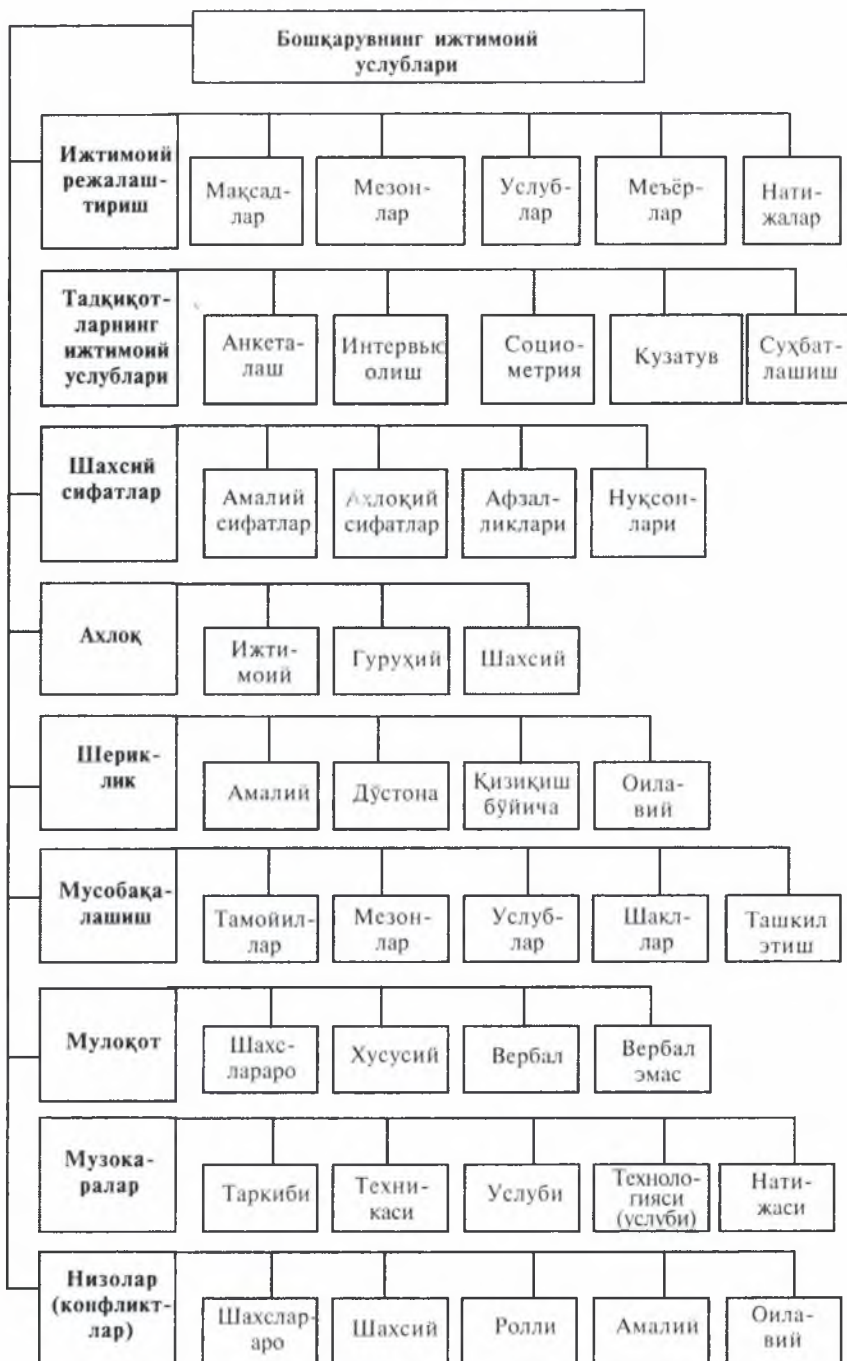 Бошқарувнинг ижтимоий
услублари
Ижтимоий
режалаш-
тириш
Мақсад-
лар
Мезон-
лар
Услуб-
лар
Меъёр-
лар
Нати-
жалар
Тадқиқот-
ларнинг
ижтимоий
услублари
Анкета-
лаш
Интервью
олиш
Социо-
метрия
Кузатув
Суҳбат-
лашиш
Шахсий
сифатлар
Амалий
сифатлар
Ахлоқий
сифатлар
Афзал-
ликлари
Нуқсон-
лари
Ахлоқ
Ижти-
моий
Гуруҳий
Шахсий
Шерик-
лик
Амалий
Дўстона
Қизиқиш
бўйича
Оила-
вий
Мусобақа-
лашиш
Тамойил-
лар
Мезон-
лар
Услуб-
лар
Шакл-
лар
Ташкил
этиш
Мулоқот
Шахс-
лараро
Хусусий
Вербал
Вербал
эмас
Музока-
ралар
Таркиби
Техни-
каси
Услуби
Техноло-
гияси
(услуби)
Нати-
жаси
Низолар
(конфликт-
лар)
Шахслар-
аро
Шахсий
Ролли
Амалий
Оила-
вий